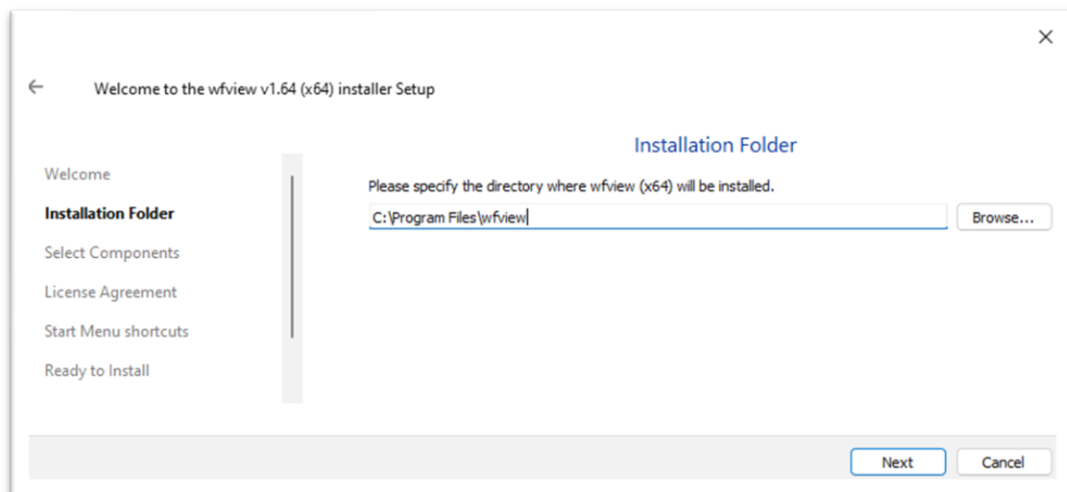 Welcome to the wfview v1.64 (x64) installer Setup
Welcome
Installation Folder
Select Components
License Agreement
Start Menu shortcuts
Ready to Install
Installation Folder
Please specify the directory where wfview (x64) will be installed.
C:\Program Files\wfview
Browse...
Next
Cancel